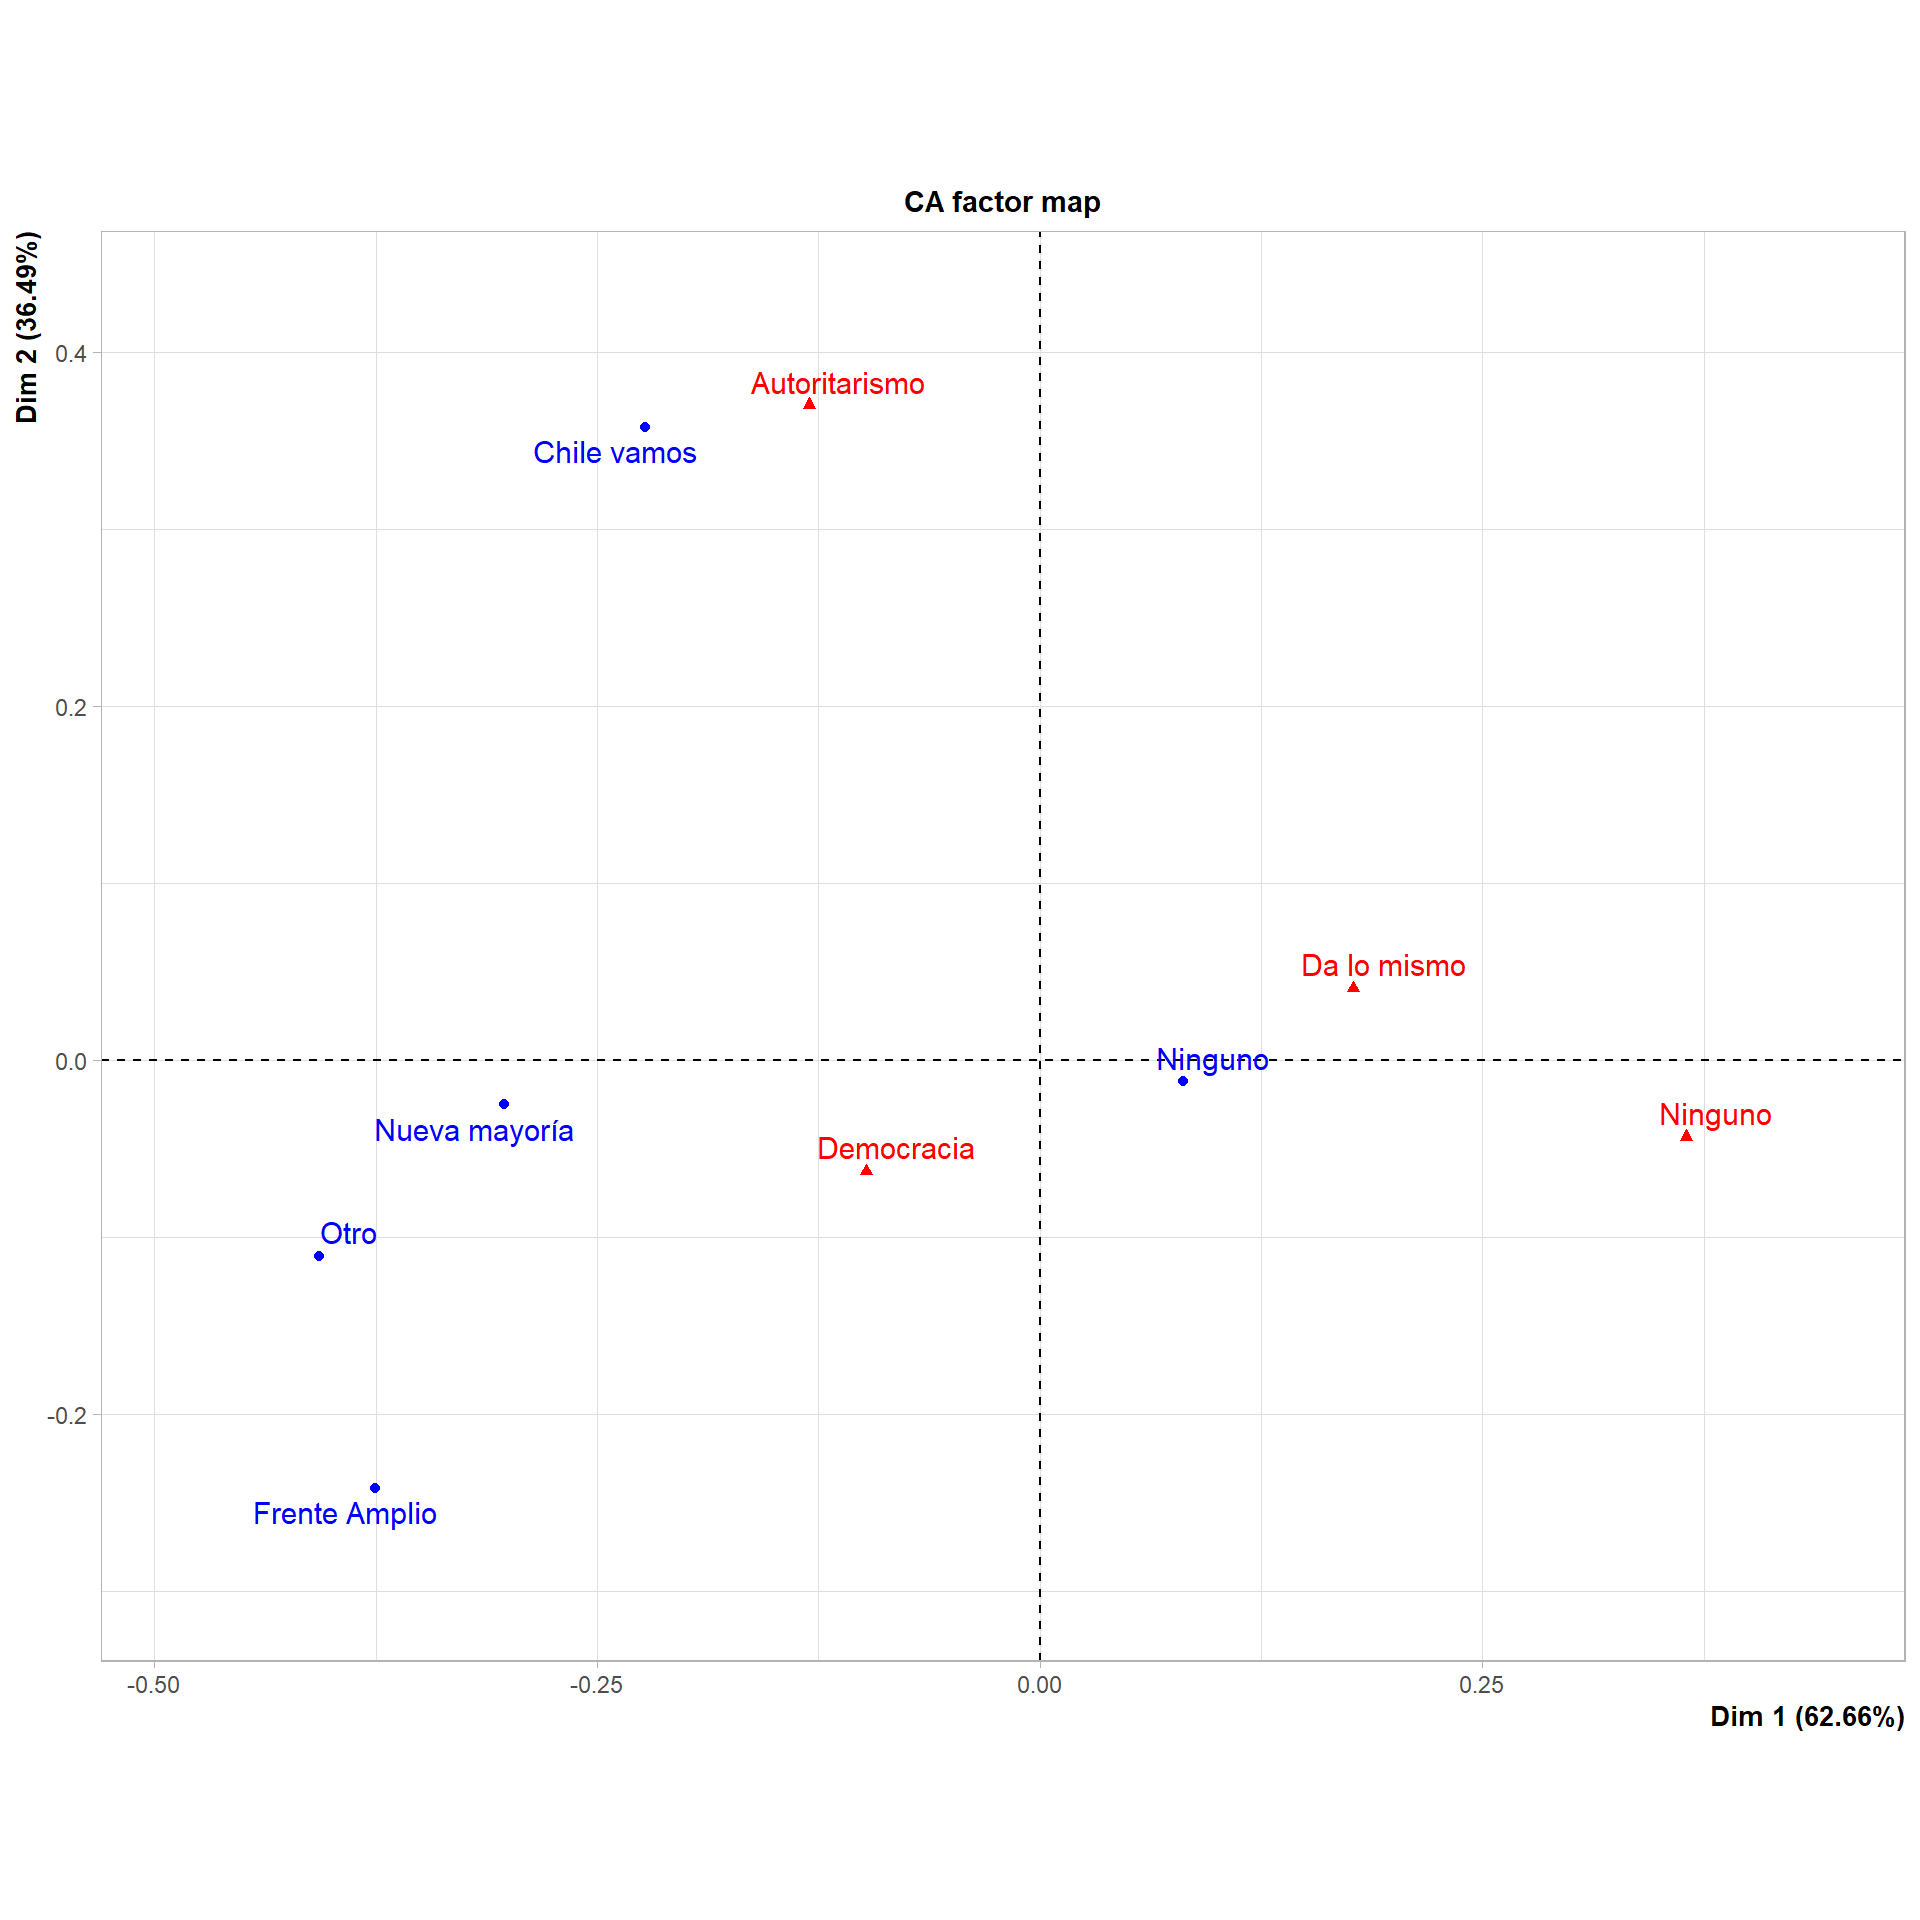 CA factor map
Dim 2 (36.49%)
0.4
Autoritarismo
Chile vamos
0.2
Da lo mismo
0.0
Ninguno
Ninguno
Nueva mayoría
Democracia
Otro
-0.2
Frente Amplio
-0.50
-0.25
0.00
0.25
Dim 1 (62.66%)